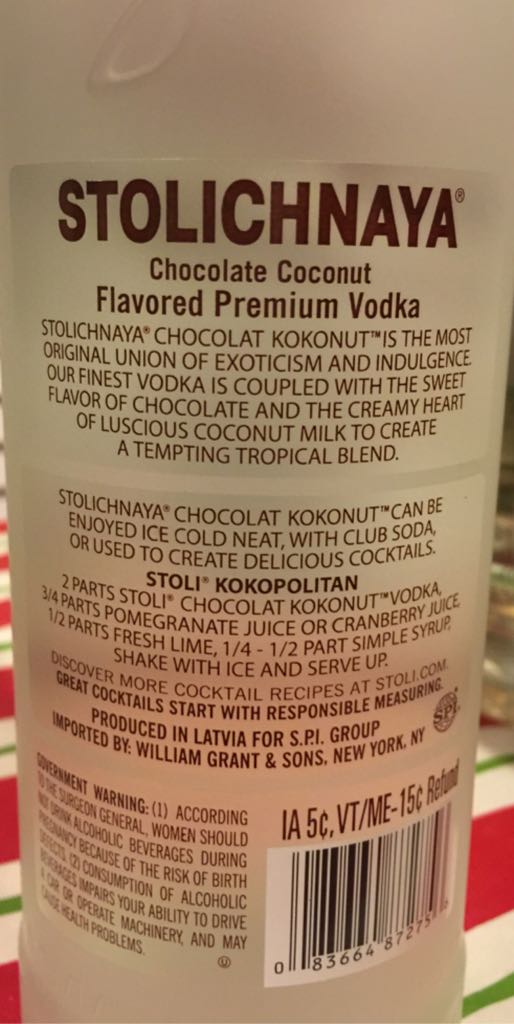 STOLICHNAYA®
Chocolate Coconut
Flavored Premium Vodka
STOLICHNAYA® CHOCOLAT KOKONUT™ IS THE MOST
ORIGINAL UNION OF EXOTICISM AND INDULGENCE.
OUR FINEST VODKA IS COUPLED WITH THE SWEET
FLAVOR OF CHOCOLATE AND THE CREAMY HEART
OF LUSCIOUS COCONUT MILK TO CREATE
A TEMPTING TROPICAL BLEND.
STOLICHNAYA® CHOCOLAT KOKONUT™ CAN BE
ENJOYED ICE COLD NEAT, WITH CLUB SODA,
OR USED TO CREATE DELICIOUS COCKTAILS.
STOLI® KOKOPOLITAN
2 PARTS STOLI® CHOCOLAT KOKONUT™ VODKA,
3/4 PARTS POMEGRANATE JUICE OR CRANBERRY JUICE,
1/2 PARTS FRESH LIME, 1/4 - 1/2 PART SIMPLE SYRUP,
SHAKE WITH ICE AND SERVE UP.
DISCOVER MORE COCKTAIL RECIPES AT STOLI.COM.
GREAT COCKTAILS START WITH RESPONSIBLE MEASURING.
S.P.I.
PRODUCED IN LATVIA FOR S.P.I. GROUP
IMPORTED BY: WILLIAM GRANT & SONS, NEW YORK, NY
GOVERNMENT WARNING: (1) ACCORDING
TO THE SURGEON GENERAL, WOMEN SHOULD
NOT DRINK ALCOHOLIC BEVERAGES DURING
PREGNANCY BECAUSE OF THE RISK OF BIRTH
DEFECTS. (2) CONSUMPTION OF ALCOHOLIC
BEVERAGES IMPAIRS YOUR ABILITY TO DRIVE
A CAR OR OPERATE MACHINERY, AND MAY
CAUSE HEALTH PROBLEMS.
IA 5¢, VT/ME-15¢ Refund
0 83664 87275